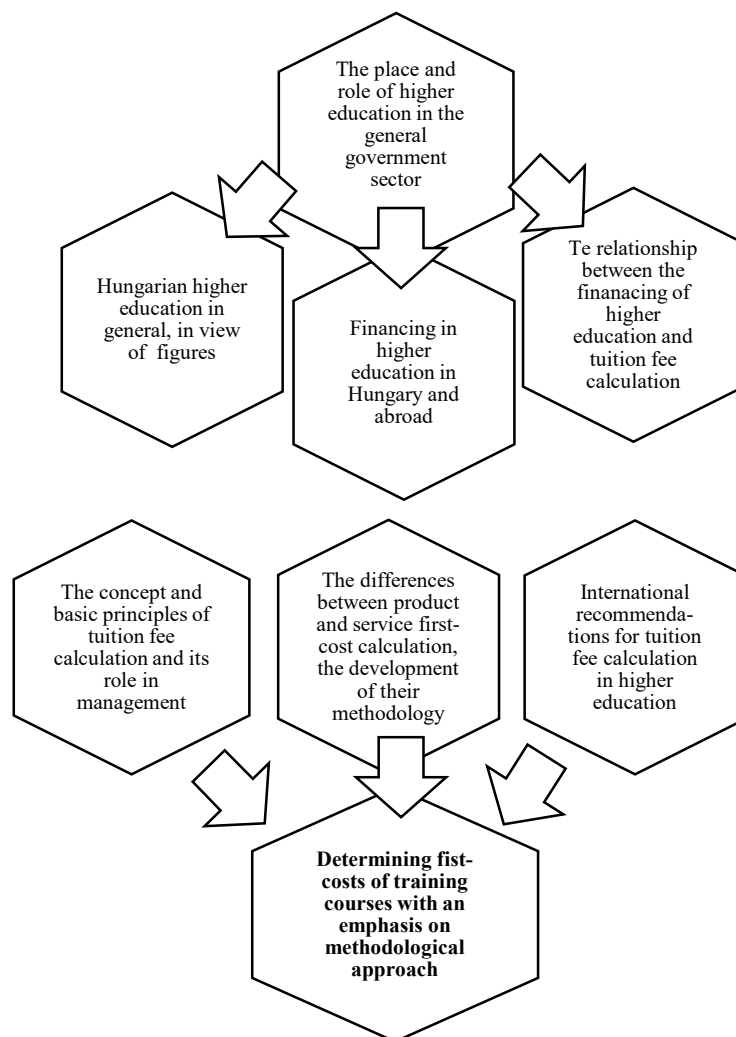 The place and
role of higher
education in the
general
government
sector
Hungarian higher
education in
general, in view
of figures
Financing in
higher
education in
Hungary and
abroad
Te relationship
between the
finanacing of
higher
education and
tuition fee
calculation
The concept and
basic principles of
tuition fee
calculation and its
role in
management
The differences
between product
and service first-
cost calculation,
the development
of their
methodology
International
recommenda-
tions for tuition
fee calculation
in higher
education
Determining fist-
costs of training
courses with an
emphasis on
methodological
approach